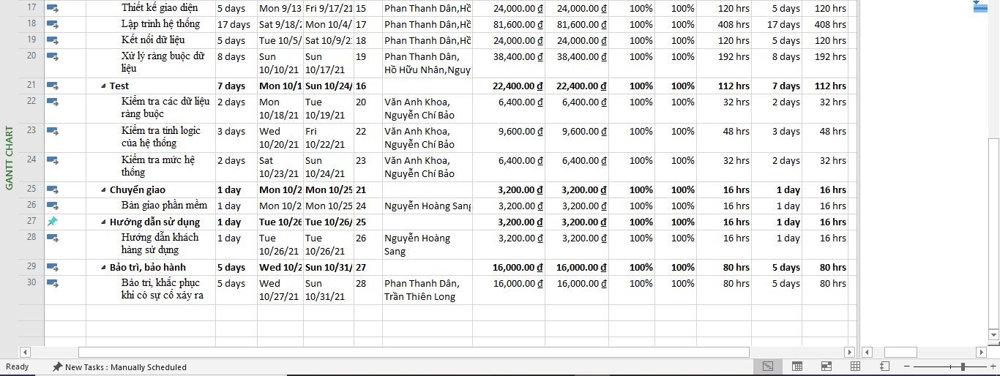 17 Thiết kế giao diện 5 days Mon 9/13 Fri 9/17/21 15 Phan Thanh Dân,Hồ 24,000.00 ₫ 24,000.00 ₫ 100% 100% 120 hrs 5 days 120 hrs
18 Lập trình hệ thống 17 days Sat 9/18/2 Mon 10/4/ 17 Phan Thanh Dân,Hồ 81,600.00 ₫ 81,600.00 ₫ 100% 100% 408 hrs 17 days 408 hrs
19 Kết nối dữ liệu 5 days Tue 10/5/ Sat 10/9/21 18 Phan Thanh Dân,Hồ 24,000.00 ₫ 24,000.00 ₫ 100% 100% 120 hrs 5 days 120 hrs
20 Xử lý ràng buộc dữ 8 days Sun Sun 19 Phan Thanh Dân, 38,400.00 ₫ 38,400.00 ₫ 100% 100% 192 hrs 8 days 192 hrs
liệu 10/10/21 10/17/21 Hồ Hữu Nhân,Nguy
21 Test 7 days Mon 10/1 Sun 10/24/ 16 22,400.00 ₫ 22,400.00 ₫ 100% 100% 112 hrs 7 days 112 hrs
22 Kiểm tra các dữ liệu 2 days Mon Tue 20 Văn Anh Khoa, 6,400.00 ₫ 6,400.00 ₫ 100% 100% 32 hrs 2 days 32 hrs
ràng buộc 10/18/21 10/19/21 Nguyễn Chí Bảo
23 Kiểm tra tính logic 3 days Wed Fri 22 Văn Anh Khoa, 9,600.00 ₫ 9,600.00 ₫ 100% 100% 48 hrs 3 days 48 hrs
của hệ thống 10/20/21 10/22/21 Nguyễn Chí Bảo
24 Kiểm tra mức hệ 2 days Sat Sun 23 Văn Anh Khoa, 6,400.00 ₫ 6,400.00 ₫ 100% 100% 32 hrs 2 days 32 hrs
thống 10/23/21 10/24/21 Nguyễn Chí Bảo
25 Chuyển giao 1 day Mon 10/2 Mon 10/25 21 3,200.00 ₫ 3,200.00 ₫ 100% 100% 16 hrs 1 day 16 hrs
26 Bàn giao phần mềm 1 day Mon 10/2 Mon 10/25 24 Nguyễn Hoàng Sang 3,200.00 ₫ 3,200.00 ₫ 100% 100% 16 hrs 1 day 16 hrs
27 Hướng dẫn sử dụng 1 day Tue 10/26 Tue 10/26/ 25 3,200.00 ₫ 3,200.00 ₫ 100% 100% 16 hrs 1 day 16 hrs
28 Hướng dẫn khách 1 day Tue Tue 26 Nguyễn Hoàng 3,200.00 ₫ 3,200.00 ₫ 100% 100% 16 hrs 1 day 16 hrs
hàng sử dụng 10/26/21 10/26/21 Sang
29 Bảo trì, bảo hành 5 days Wed 10/2 Sun 10/31/ 27 16,000.00 ₫ 16,000.00 ₫ 100% 100% 80 hrs 5 days 80 hrs
30 Bảo trì, khắc phục 5 days Wed Sun 28 Phan Thanh Dân, 16,000.00 ₫ 16,000.00 ₫ 100% 100% 80 hrs 5 days 80 hrs
khi có sự cố xảy ra 10/27/21 10/31/21 Trần Thiên Long
GANTT CHART
Ready New Tasks : Manually Scheduled